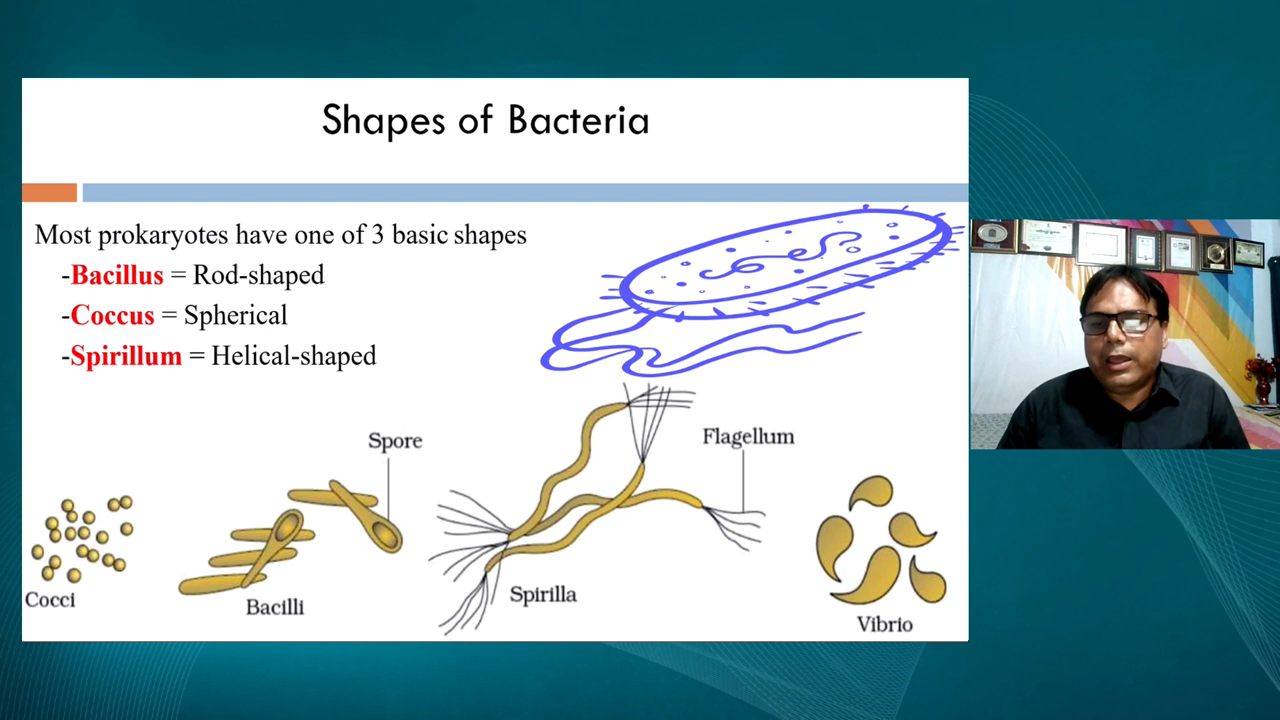 Shapes of Bacteria
Most prokaryotes have one of 3 basic shapes
-Bacillus = Rod-shaped
-Coccus = Spherical
-Spirillum = Helical-shaped
Spore
Flagellum
Cocci
Bacilli
Spirilla
Vibrio